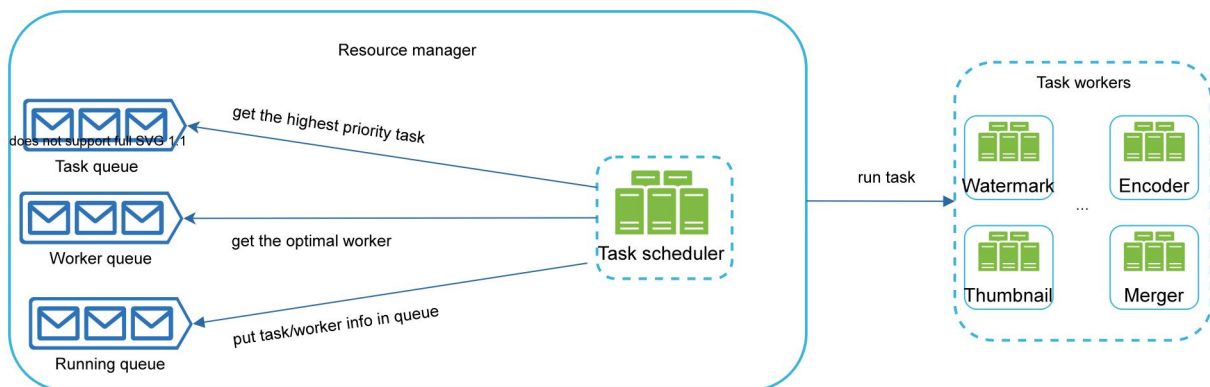 Resource manager
get the highest priority task
does not support full SVG 1.1
Task queue
Worker queue
get the optimal worker
Task scheduler
put task/worker info in queue
Running queue
run task
Task workers
Watermark
Encoder
...
Thumbnail
Merger